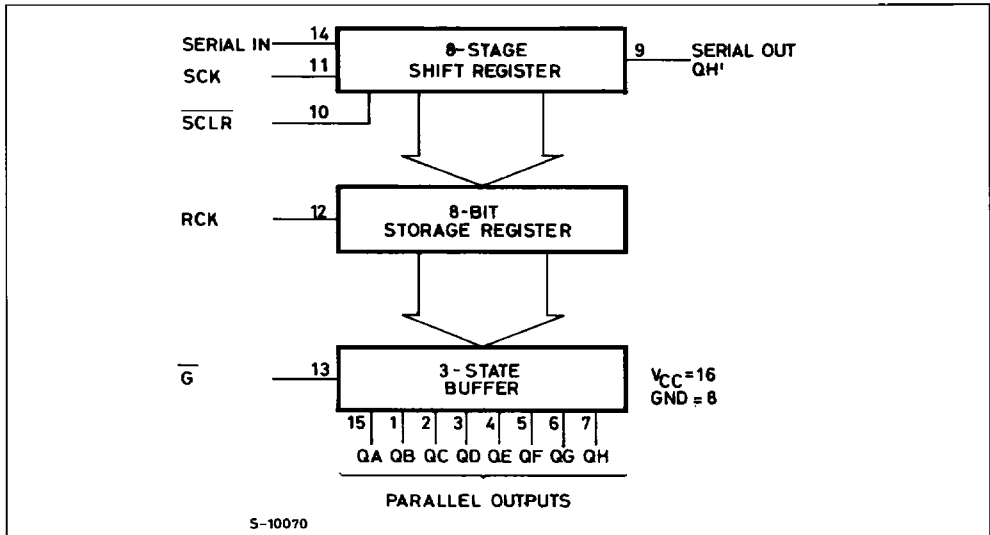 SERIAL IN
14
8-STAGE
SHIFT REGISTER
9
SERIAL OUT
QH'
SCK
11
SCLR
10
RCK
12
8-BIT
STORAGE REGISTER
G
13
3-STATE
BUFFER
VCC=16
GND=8
15 1 2 3 4 5 6 7
QA QB QC QD QE QF QG QH
PARALLEL OUTPUTS
S-10070